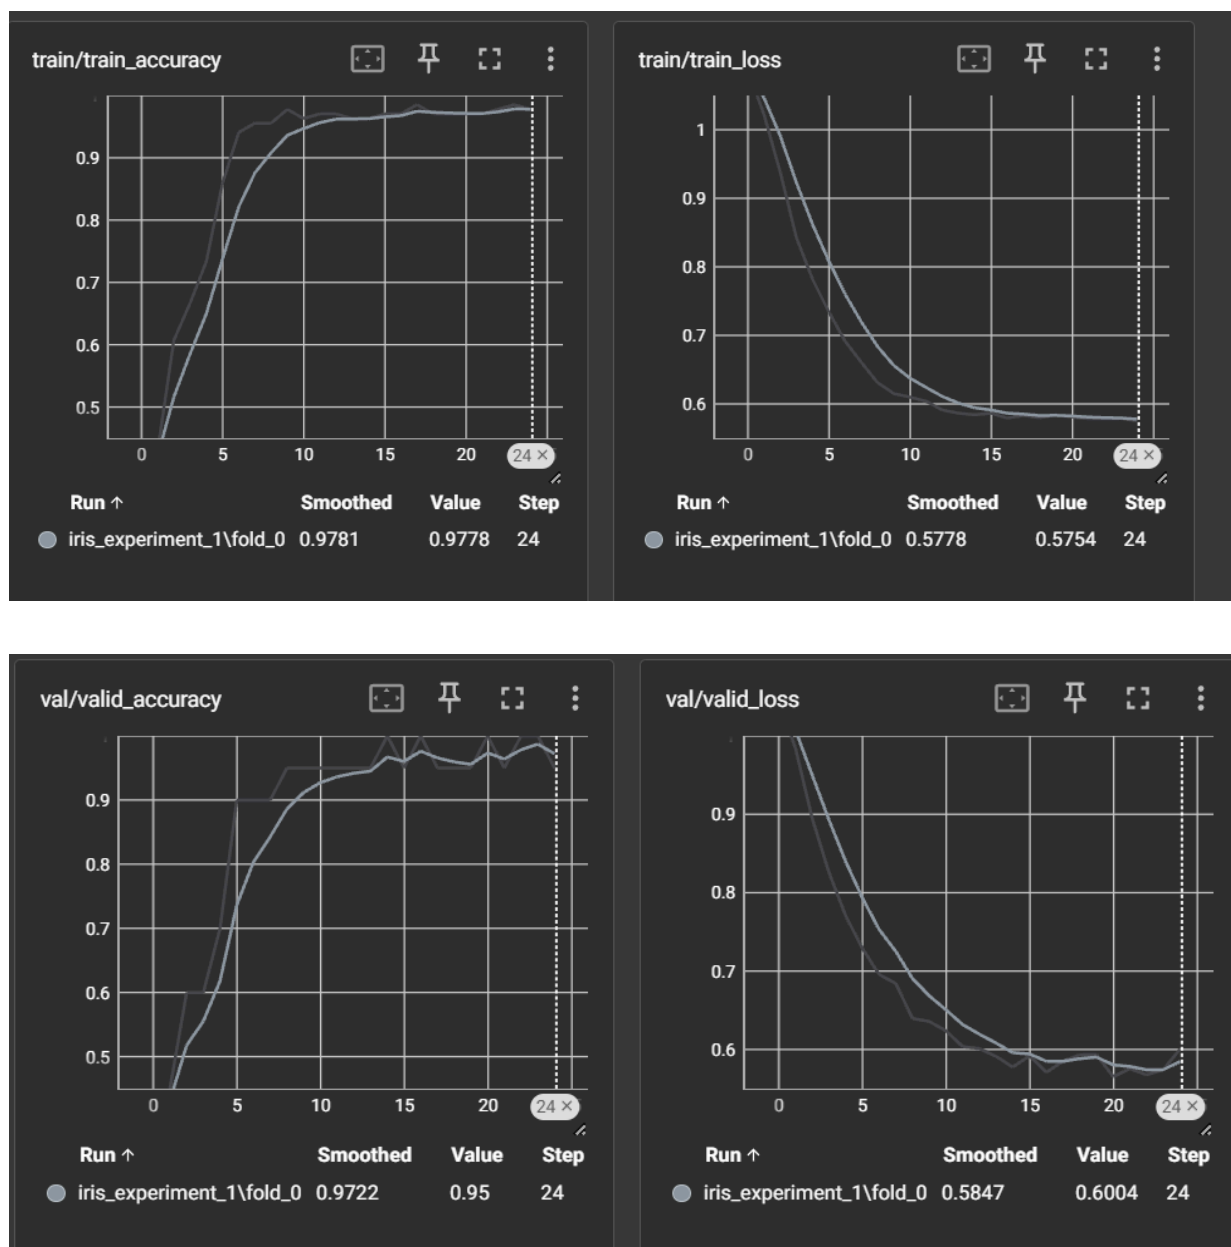 train/train_accuracy
0.9
0.8
0.7
0.6
0.5
0 5 10 15 20 24 ×
Run ↑ Smoothed Value Step
iris_experiment_1\fold_0 0.9781 0.9778 24
train/train_loss
1
0.9
0.8
0.7
0.6
0 5 10 15 20 24 ×
Run ↑ Smoothed Value Step
iris_experiment_1\fold_0 0.5778 0.5754 24
val/valid_accuracy
0.9
0.8
0.7
0.6
0.5
0 5 10 15 20 24 ×
Run ↑ Smoothed Value Step
iris_experiment_1\fold_0 0.9722 0.95 24
val/valid_loss
0.9
0.8
0.7
0.6
0 5 10 15 20 24 ×
Run ↑ Smoothed Value Step
iris_experiment_1\fold_0 0.5847 0.6004 24